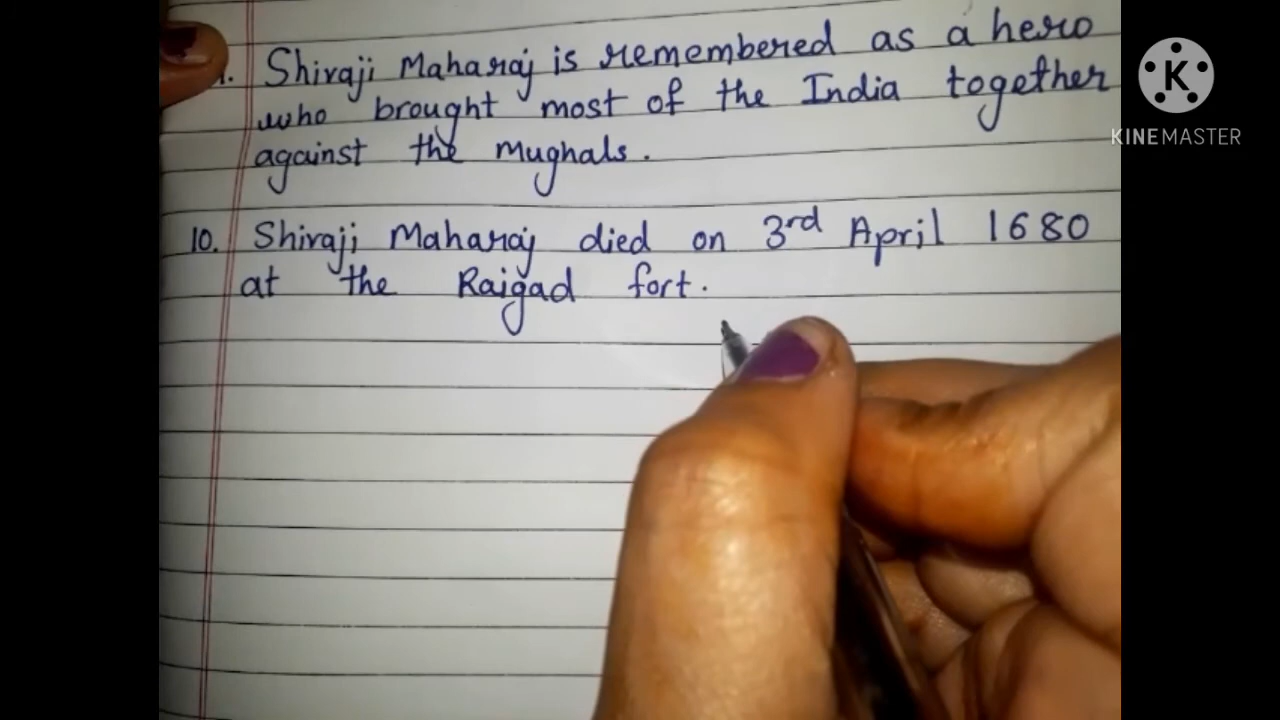 . Shivaji Maharaj is remembered as a hero
who brought most of the India together
against the Mughals.
10. Shivaji Maharaj died on 3rd April 1680
at the Raigad fort.
K
KINEMASTER